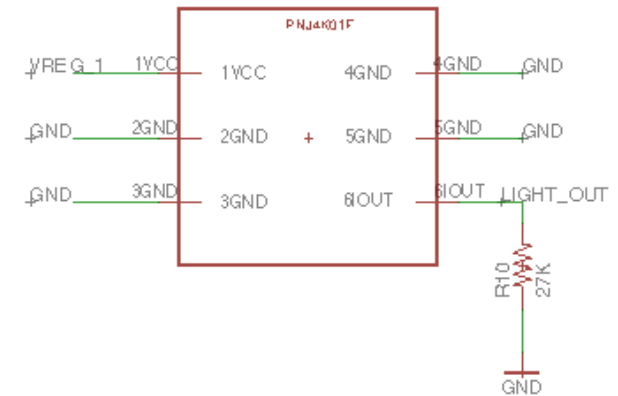 PNJ4K01F
VREG_1 1VCC 1VCC 4GND 4GND GND
GND 2GND 2GND 5GND 5GND GND
GND 3GND 3GND 6IOUT 6IOUT LIGHT_OUT
R10 27K
GND